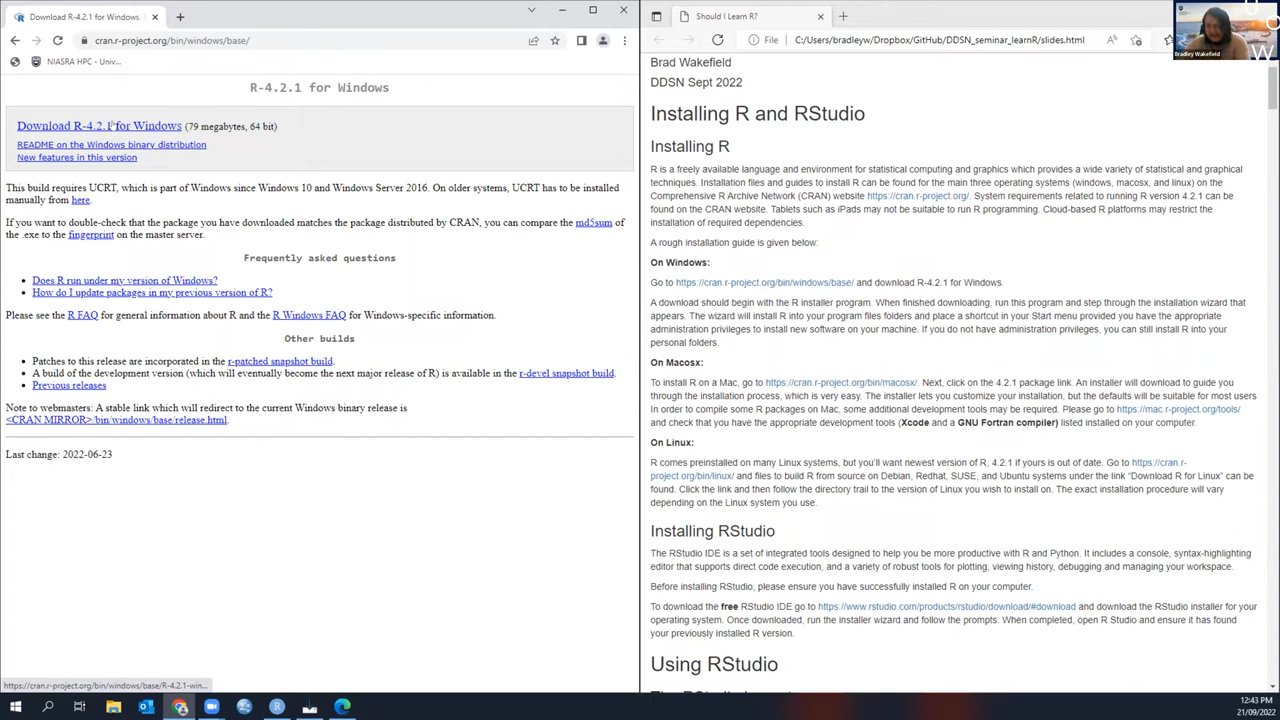 Download R-4.2.1 for Windows.
Should I Learn R?
cran.r-project.org/bin/windows/base/
File C:/Users/bradleyw/Dropbox/GitHub/DDSN_seminar_learnR/slides.html
Bradley Wakefield
NIASRA HPC - Univ...
R-4.2.1 for Windows
Download R-4.2.1 for Windows (79 megabytes, 64 bit)
README on the Windows binary distribution
New features in this version
This build requires UCRT, which is part of Windows since Windows 10 and Windows Server 2016. On older systems, UCRT has to be installed
manually from here.
If you want to double-check that the package you have downloaded matches the package distributed by CRAN, you can compare the md5sum of
the .exe to the fingerprint on the master server.
Frequently asked questions
Does R run under my version of Windows?
How do I update packages in my previous version of R?
Please see the R FAQ for general information about R and the R Windows FAQ for Windows-specific information.
Other builds
Patches to this release are incorporated in the r-patched snapshot build.
A build of the development version (which will eventually become the next major release of R) is available in the r-devel snapshot build.
Previous releases
Note to webmasters: A stable link which will redirect to the current Windows binary release is
<CRAN MIRROR>/bin/windows/base/release.html.
Last change: 2022-06-23
https://cran.r-project.org/bin/windows/base/R-4.2.1-win...
Brad Wakefield
DDSN Sept 2022
Installing R and RStudio
Installing R
R is a freely available language and environment for statistical computing and graphics which provides a wide variety of statistical and graphical
techniques. Installation files and guides to install R can be found for the main three operating systems (windows, macosx, and linux) on the
Comprehensive R Archive Network (CRAN) website https://cran.r-project.org/. System requirements related to running R version 4.2.1 can be
found on the CRAN website. Tablets such as iPads may not be suitable to run R programming. Cloud-based R platforms may restrict the
installation of required dependencies.
A rough installation guide is given below:
On Windows:
Go to https://cran.r-project.org/bin/windows/base/ and download R-4.2.1 for Windows.
A download should begin with the R installer program. When finished downloading, run this program and step through the installation wizard that
appears. The wizard will install R into your program files folders and place a shortcut in your Start menu provided you have the appropriate
administration privileges to install new software on your machine. If you do not have administration privileges, you can still install R into your
personal folders.
On Macosx:
To install R on a Mac, go to https://cran.r-project.org/bin/macosx/. Next, click on the 4.2.1 package link. An installer will download to guide you
through the installation process, which is very easy. The installer lets you customize your installation, but the defaults will be suitable for most users
In order to compile some R packages on Mac, some additional development tools may be required. Please go to https://mac.r-project.org/tools/
and check that you have the appropriate development tools (Xcode and a GNU Fortran compiler) listed installed on your computer.
On Linux:
R comes preinstalled on many Linux systems, but you'll want newest version of R, 4.2.1 if yours is out of date. Go to https://cran.r-
project.org/bin/linux/ and files to build R from source on Debian, Redhat, SUSE, and Ubuntu systems under the link “Download R for Linux” can be
found. Click the link and then follow the directory trail to the version of Linux you wish to install on. The exact installation procedure will vary
depending on the Linux system you use.
Installing RStudio
The RStudio IDE is a set of integrated tools designed to help you be more productive with R and Python. It includes a console, syntax-highlighting
editor that supports direct code execution, and a variety of robust tools for plotting, viewing history, debugging and managing your workspace.
Before installing RStudio, please ensure you have successfully installed R on your computer.
To download the free RStudio IDE go to https://www.rstudio.com/products/rstudio/download/#download and download the RStudio installer for your
operating system. Once downloaded, run the installer wizard and follow the prompts. When completed, open R Studio and ensure it has found
your previously installed R version.
Using RStudio
12:43 PM
21/09/2022